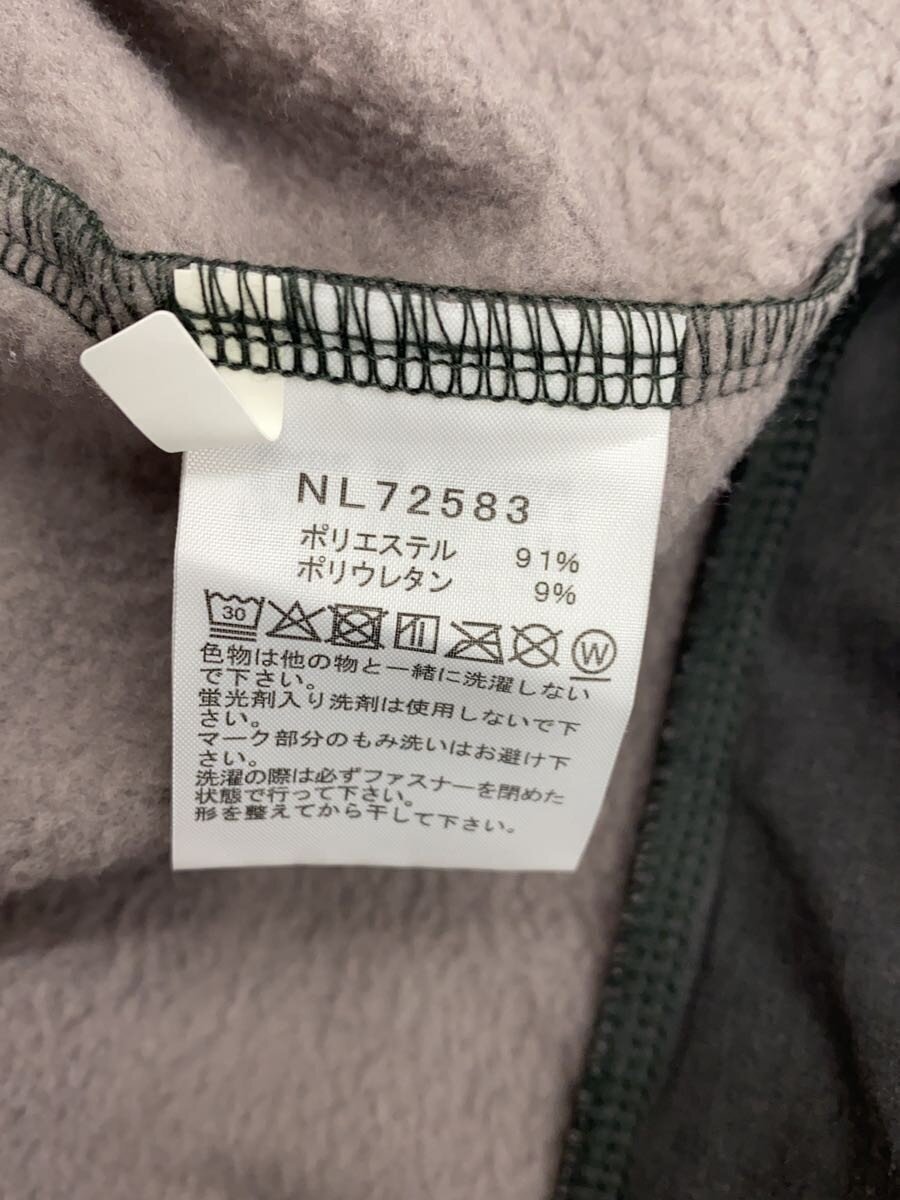 NL72583
ポリエステル 91%
ポリウレタン 9%
30 W
色物は他の物と一緒に洗濯しない
で下さい。
蛍光剤入り洗剤は使用しないで下
さい。
マーク部分のもみ洗いはお避け下
さい。
洗濯の際は必ずファスナーを閉めた
状態で行って下さい。
形を整えてから干して下さい。